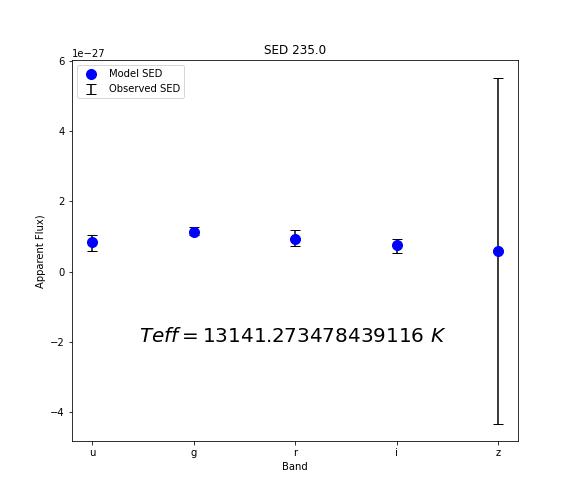 SED 235.0
1e−27
Model SED
Observed SED
6
4
2
0
−2
−4
Apparent Flux)
Teff = 13141.273478439116 K
u g r i z
Band